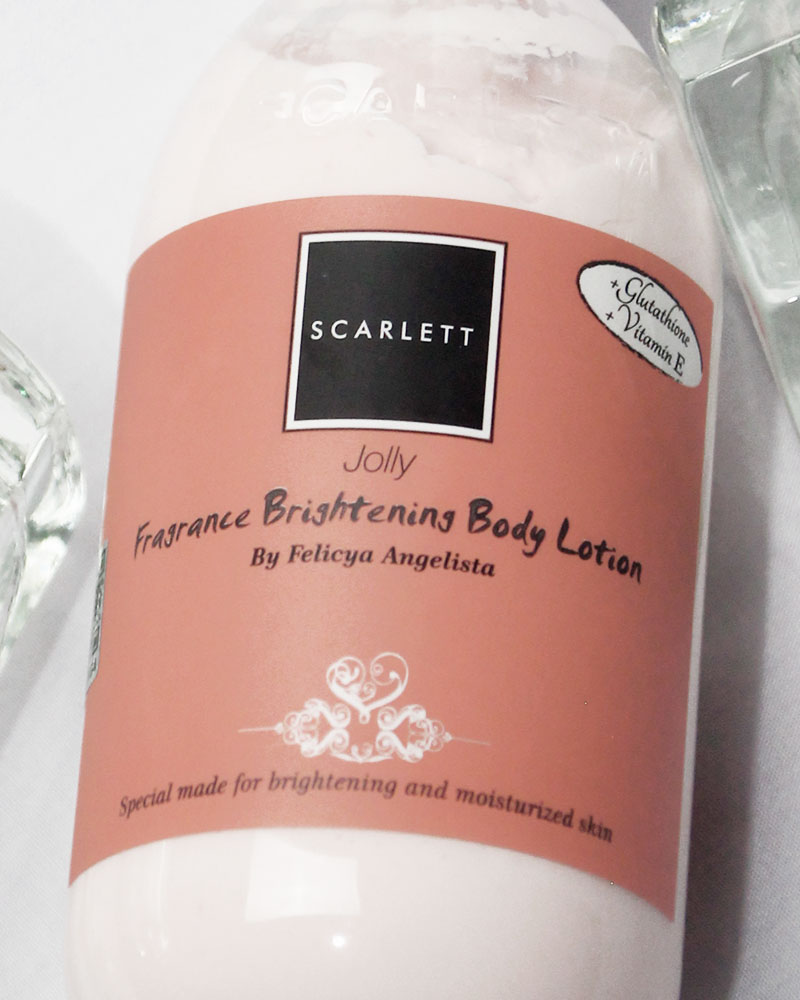 SCARLETT
+Glutathione
+Vitamin E
Jolly
Fragrance Brightening Body Lotion
By Felicya Angelista
Special made for brightening and moisturized skin